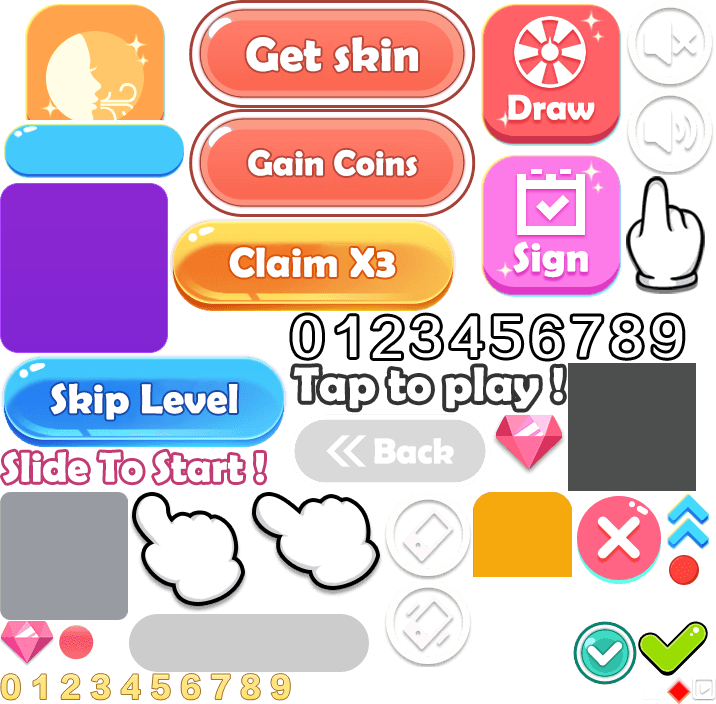 Get skin
Draw
Gain Coins
Sign
Claim X3
0123456789
Tap to play !
Skip Level
Back
Slide To Start !
0123456789